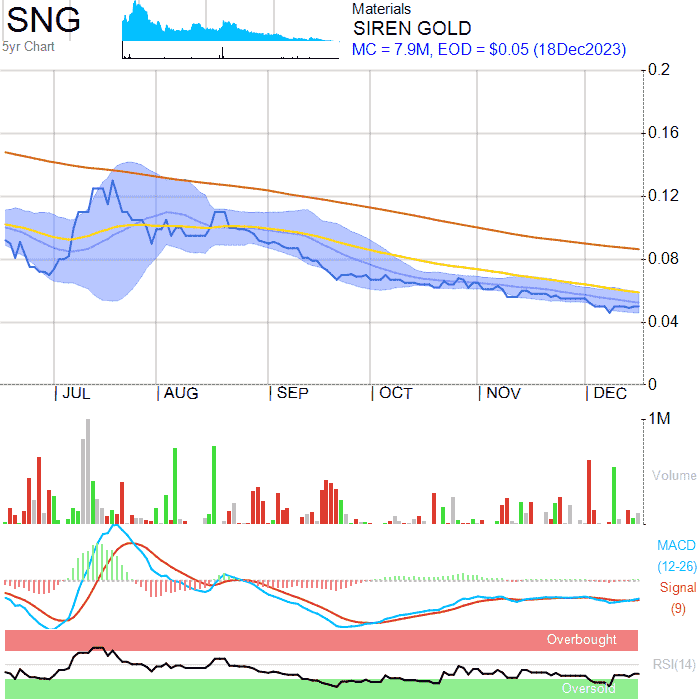 SNG
5yr Chart
Materials
SIREN GOLD
MC = 7.9M, EOD = $0.05 (18Dec2023)
0.2
0.16
0.12
0.08
0.04
0
JUL AUG SEP OCT NOV DEC
1M
Volume
MACD
(12-26)
Signal
(9)
Overbought
RSI(14)
Oversold